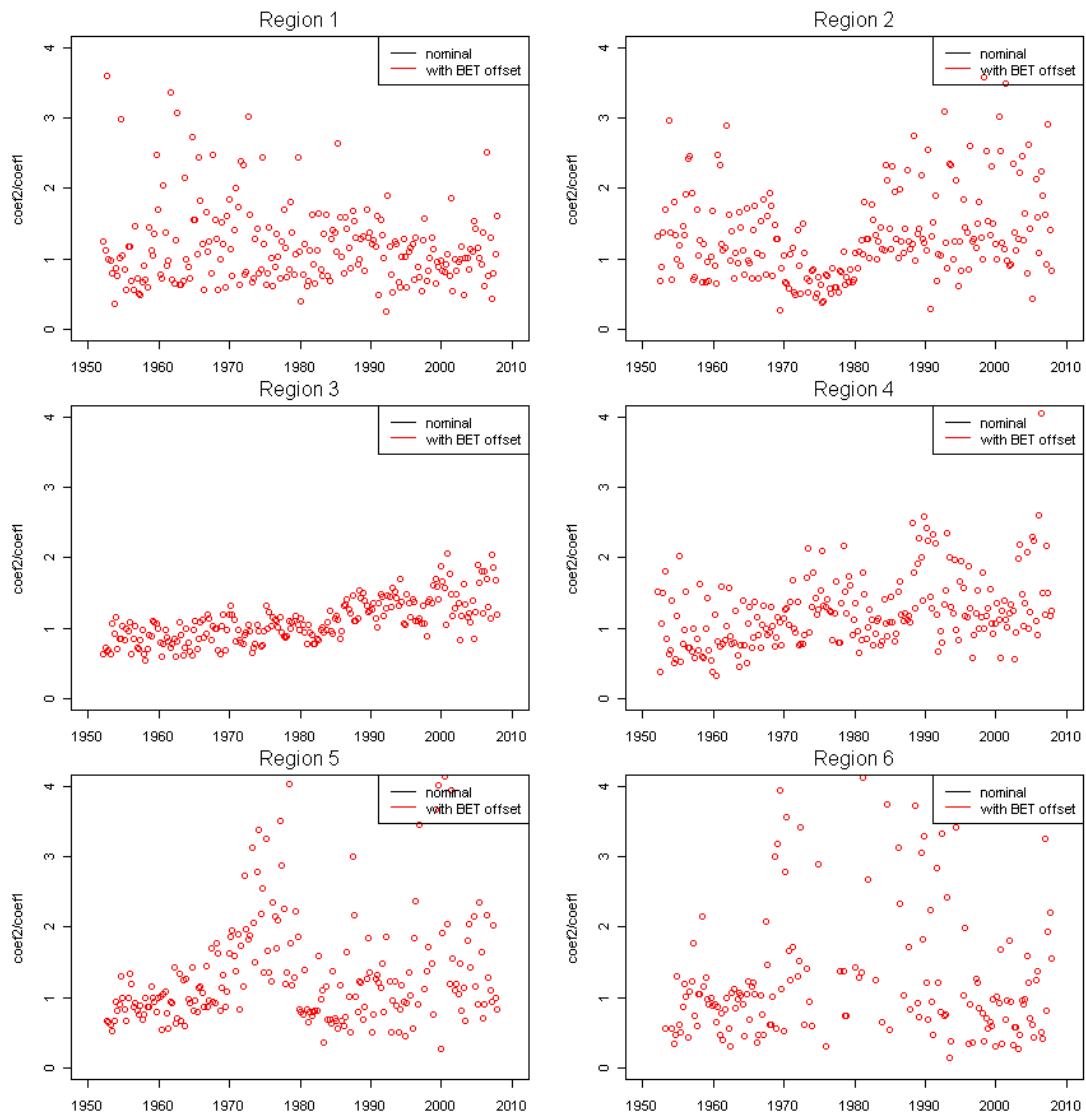 Region 1
4
3
2
1
0
coef2/coef1
nominal
with BET offset
1950 1960 1970 1980 1990 2000 2010
Region 2
4
3
2
1
0
coef2/coef1
nominal
with BET offset
1950 1960 1970 1980 1990 2000 2010
Region 3
4
3
2
1
0
coef2/coef1
nominal
with BET offset
1950 1960 1970 1980 1990 2000 2010
Region 4
4
3
2
1
0
coef2/coef1
nominal
with BET offset
1950 1960 1970 1980 1990 2000 2010
Region 5
4
3
2
1
0
coef2/coef1
nominal
with BET offset
1950 1960 1970 1980 1990 2000 2010
Region 6
4
3
2
1
0
coef2/coef1
nominal
with BET offset
1950 1960 1970 1980 1990 2000 2010